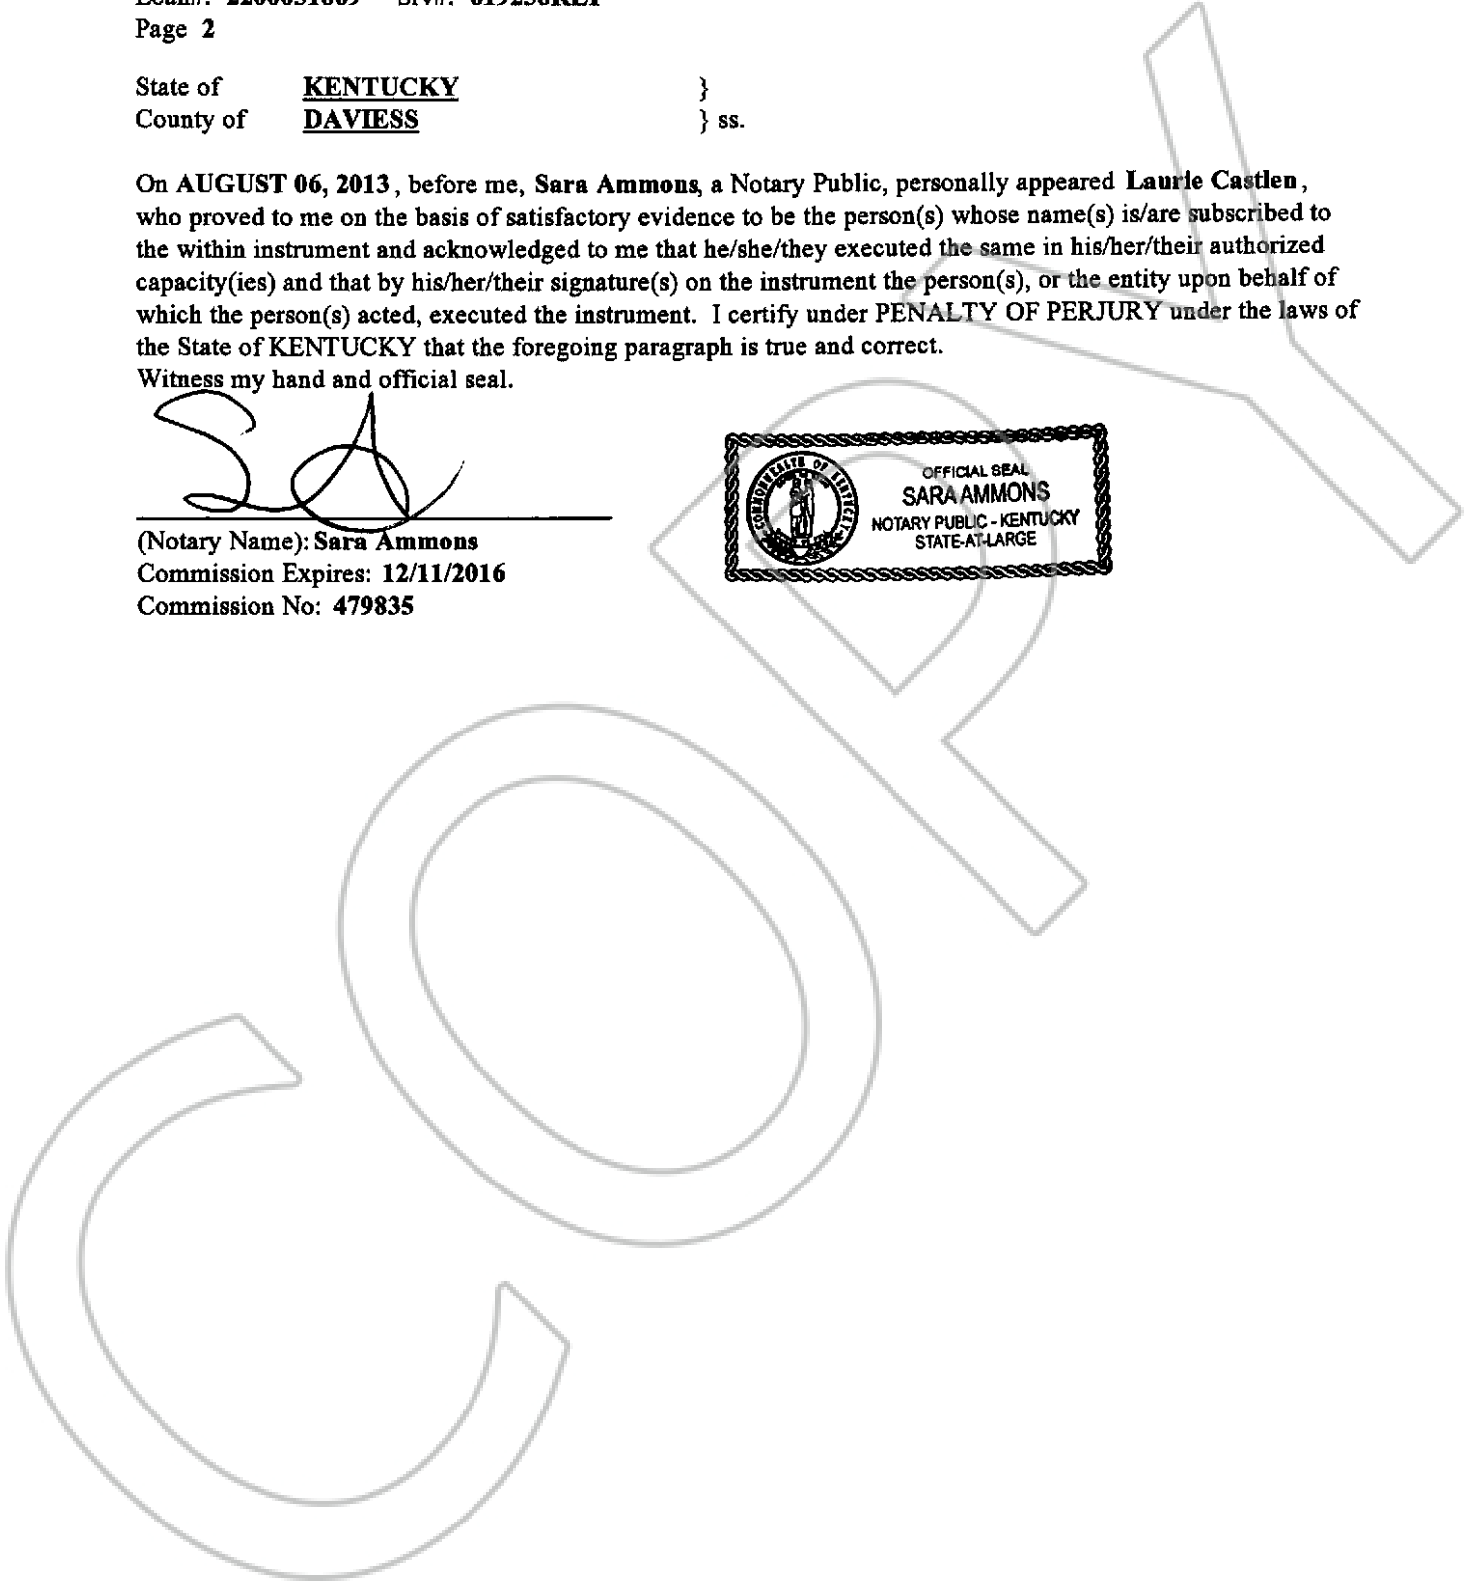 Page 2
State of KENTUCKY }
County of DAVIESS } ss.
On AUGUST 06, 2013, before me, Sara Ammons, a Notary Public, personally appeared Laurie Castlen,
who proved to me on the basis of satisfactory evidence to be the person(s) whose name(s) is/are subscribed to
the within instrument and acknowledged to me that he/she/they executed the same in his/her/their authorized
capacity(ies) and that by his/her/their signature(s) on the instrument the person(s), or the entity upon behalf of
which the person(s) acted, executed the instrument. I certify under PENALTY OF PERJURY under the laws of
the State of KENTUCKY that the foregoing paragraph is true and correct.
Witness my hand and official seal.
COMMONWEALTH OF KENTUCKY
OFFICIAL SEAL
SARA AMMONS
NOTARY PUBLIC - KENTUCKY
STATE-AT-LARGE
(Notary Name): Sara Ammons
Commission Expires: 12/11/2016
Commission No: 479835
COPY